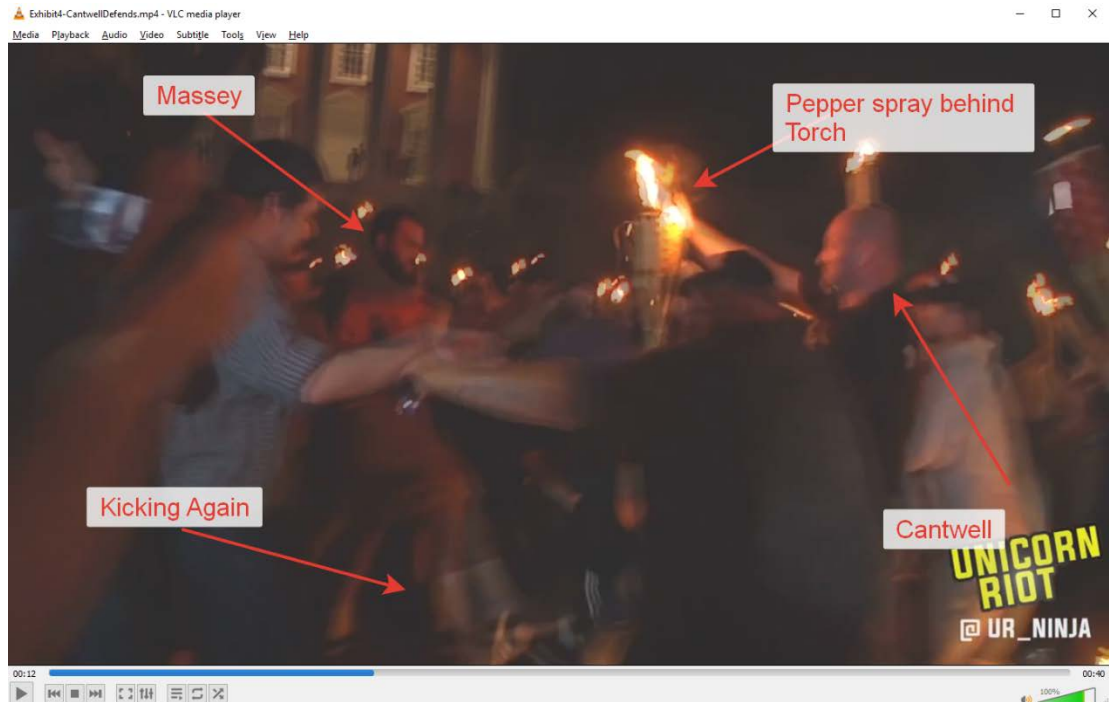 Exhibit4-CantwellDefends.mp4 - VLC media player
Media Playback Audio Video Subtitle Tools View Help
Massey
Pepper spray behind
Torch
Kicking Again
Cantwell
UNICORN
RIOT
@ UR_NINJA
00:12
00:40
100%